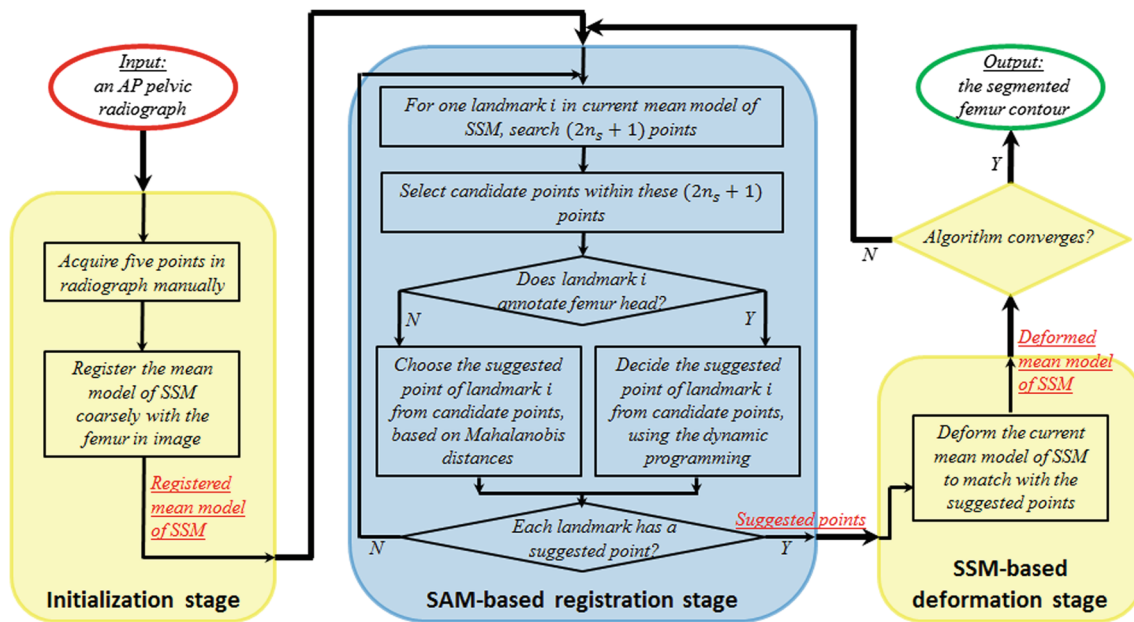 Input:
an AP pelvic
radiograph
Acquire five points in
radiograph manually
Register the mean
model of SSM
coarsely with the
femur in image
Registered
mean model
of SSM
Initialization stage
For one landmark i in current mean model of
SSM, search (2nₛ + 1) points
Select candidate points within these (2nₛ + 1)
points
Does landmark i
annotate femur head?
N
Y
Choose the suggested
point of landmark i
from candidate points,
based on Mahalanobis
distances
Decide the suggested
point of landmark i
from candidate points,
using the dynamic
programming
Each landmark has a
suggested point?
N
Y
Suggested points
SAM-based registration stage
Output:
the segmented
femur contour
Y
Algorithm converges?
N
Deformed
mean model
of SSM
Deform the current
mean model of SSM
to match with the
suggested points
SSM-based
deformation stage